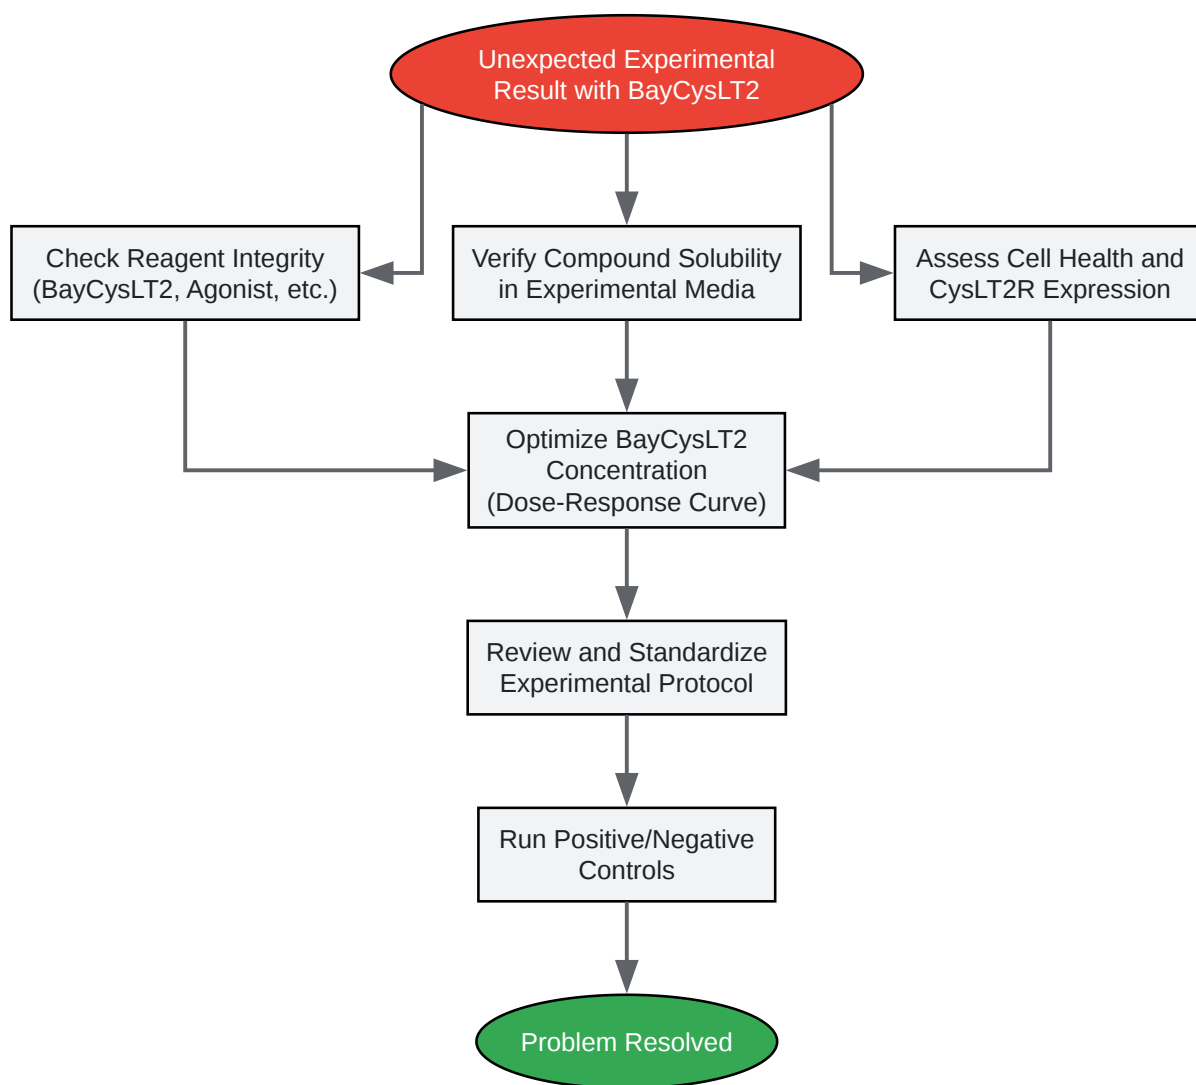 Unexpected Experimental
Result with BayCysLT2
Check Reagent Integrity
(BayCysLT2, Agonist, etc.)
Verify Compound Solubility
in Experimental Media
Assess Cell Health and
CysLT2R Expression
Optimize BayCysLT2
Concentration
(Dose-Response Curve)
Review and Standardize
Experimental Protocol
Run Positive/Negative
Controls
Problem Resolved